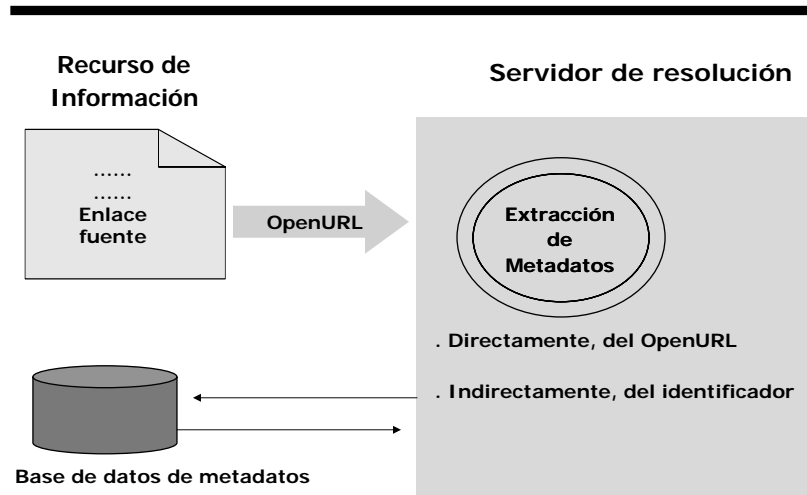 Recurso de
Información
Servidor de resolución
......
......
Enlace
fuente
OpenURL
Extracción
de
Metadatos
. Directamente, del OpenURL
. Indirectamente, del identificador
Base de datos de metadatos